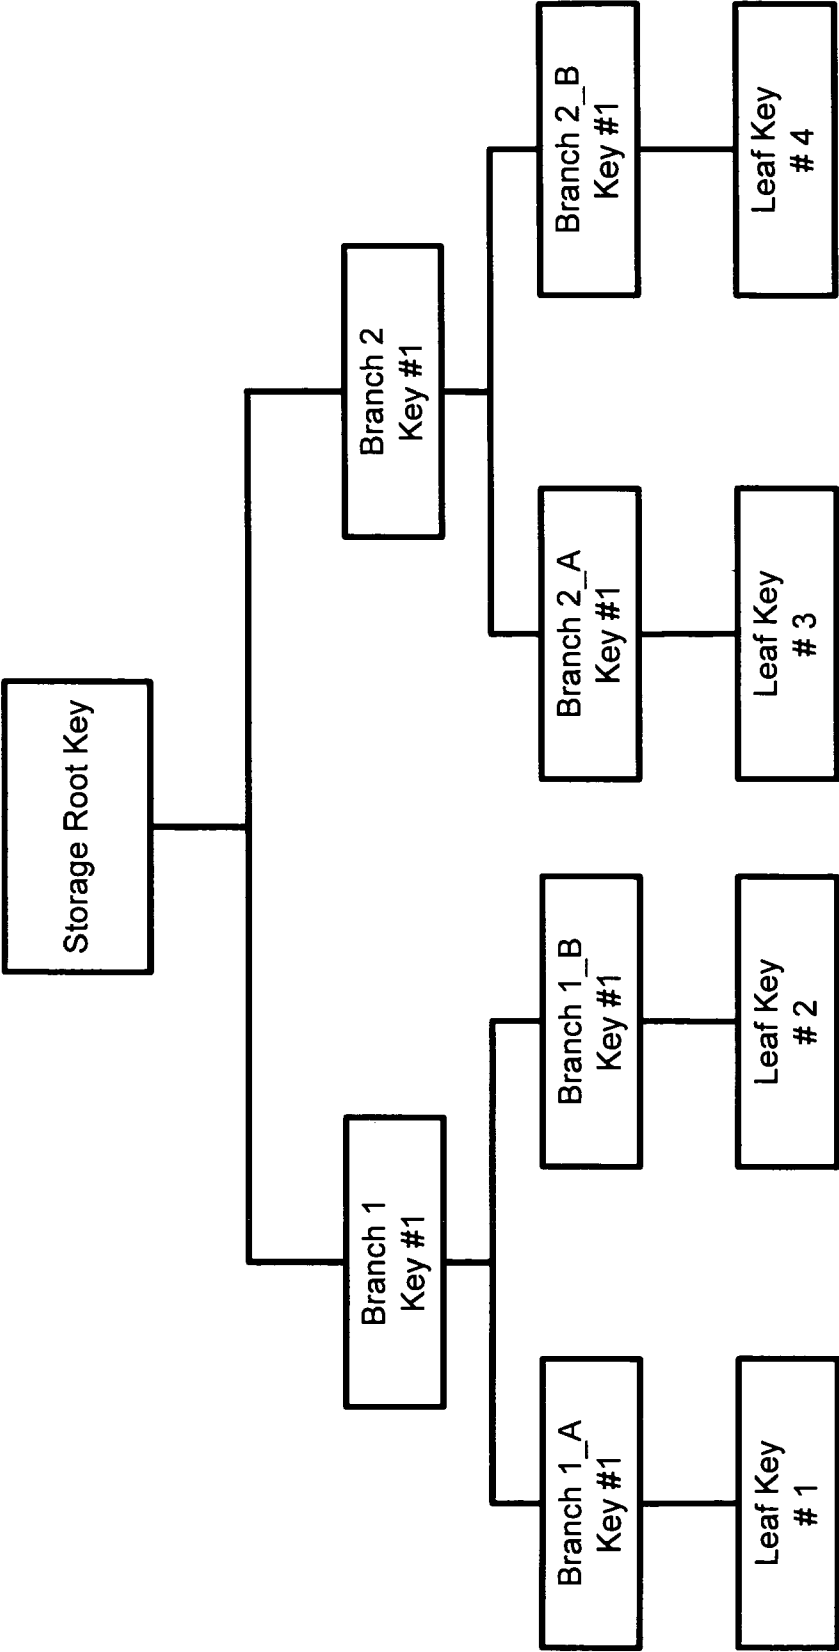 Storage Root Key
Branch 1
Key #1
Branch 2
Key #1
Branch 1_A
Key #1
Branch 1_B
Key #1
Branch 2_A
Key #1
Branch 2_B
Key #1
Leaf Key
# 1
Leaf Key
# 2
Leaf Key
# 3
Leaf Key
# 4